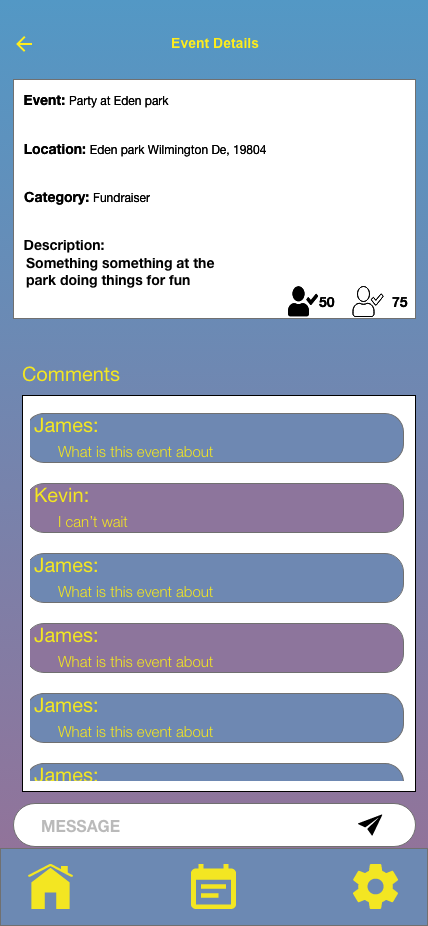 Event Details
Event: Party at Eden park
Location: Eden park Wilmington De, 19804
Category: Fundraiser
Description:
Something something at the
park doing things for fun
50
75
Comments
James:
What is this event about
Kevin:
I can't wait
James:
What is this event about
James:
What is this event about
James:
What is this event about
James:
MESSAGE